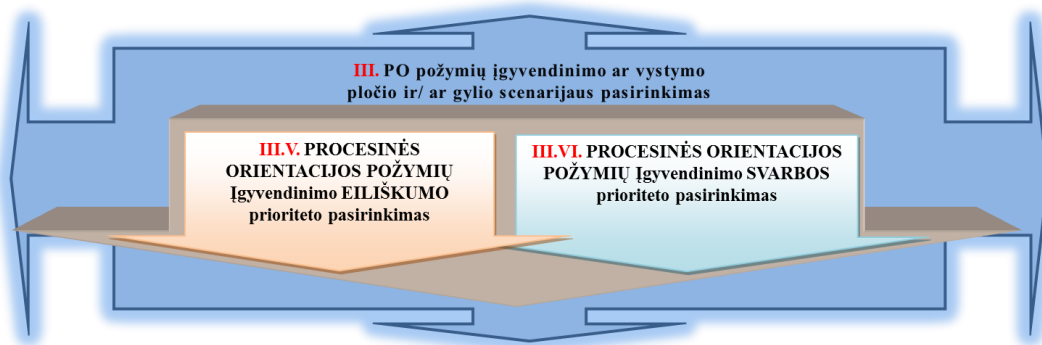 III. PO požymių įgyvendinimo ar vystymo
pločio ir/ ar gylio scenarijaus pasirinkimas
III.V. PROCESINĖS
ORIENTACIJOS POŽYMIŲ
Įgyvendinimo EILIŠKUMO
prioriteto pasirinkimas
III.VI. PROCESINĖS ORIENTACIJOS
POŽYMIŲ Įgyvendinimo SVARBOS
prioriteto pasirinkimas